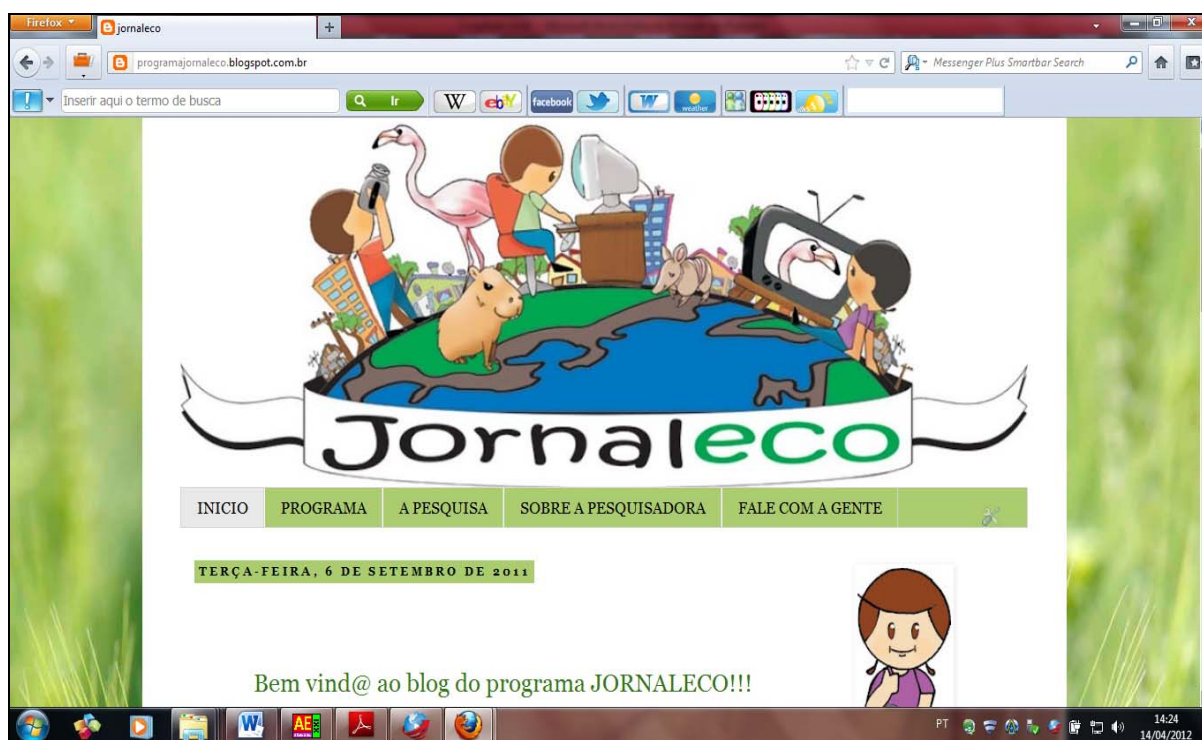 Firefox
jornaleco
programajornaleco.blogspot.com.br
Messenger Plus Smartbar Search
Inserir aqui o termo de busca
Ir
W
ebY
facebook
W
weather
Jornaleco
INICIO PROGRAMA A PESQUISA SOBRE A PESQUISADORA FALE COM A GENTE
TERÇA-FEIRA, 6 DE SETEMBRO DE 2011
Bem vind@ ao blog do programa JORNALECO!!!
W
AE
PT
14:24
14/04/2012